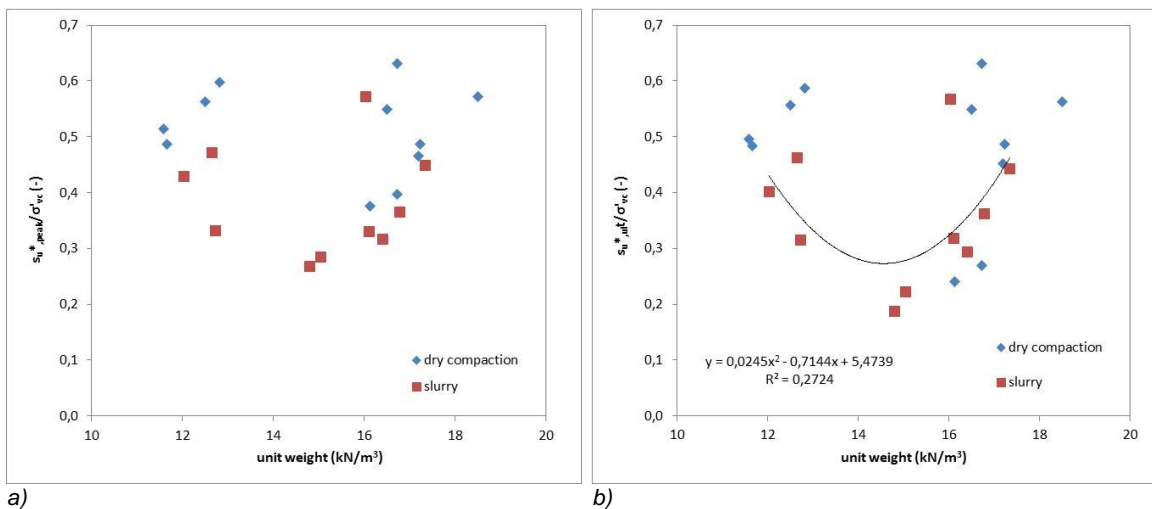 0,7
0,6
0,5
0,4
0,3
0,2
0,1
0,0
10 12 14 16 18 20
su*,peak/σ'vc (-)
unit weight (kN/m³)
dry compaction
slurry
a)
0,7
0,6
0,5
0,4
0,3
0,2
0,1
0,0
10 12 14 16 18 20
su*,ult/σ'vc (-)
unit weight (kN/m³)
y = 0,0245x² - 0,7144x + 5,4739
R² = 0,2724
dry compaction
slurry
b)